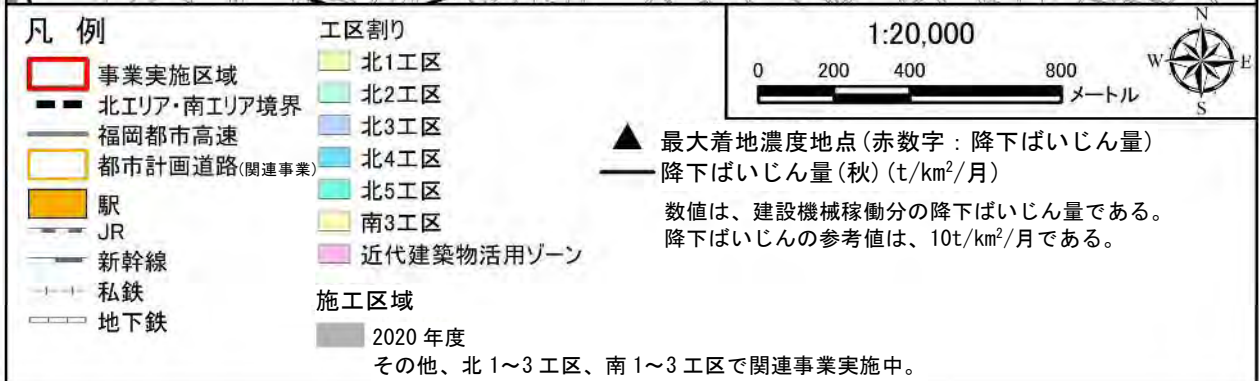 凡 例
事業実施区域
北エリア・南エリア境界
福岡都市高速
都市計画道路(関連事業)
駅
JR
新幹線
私鉄
地下鉄
工区割り
北1工区
北2工区
北3工区
北4工区
北5工区
南3工区
近代建築物活用ゾーン
施工区域
2020年度
その他、北1～3工区、南1～3工区で関連事業実施中。
1:20,000
0 200 400 800
メートル
N
W E
S
最大着地濃度地点(赤数字：降下ばいじん量)
降下ばいじん量(秋)(t/km²/月)
数値は、建設機械稼働分の降下ばいじん量である。
降下ばいじんの参考値は、10t/km²/月である。